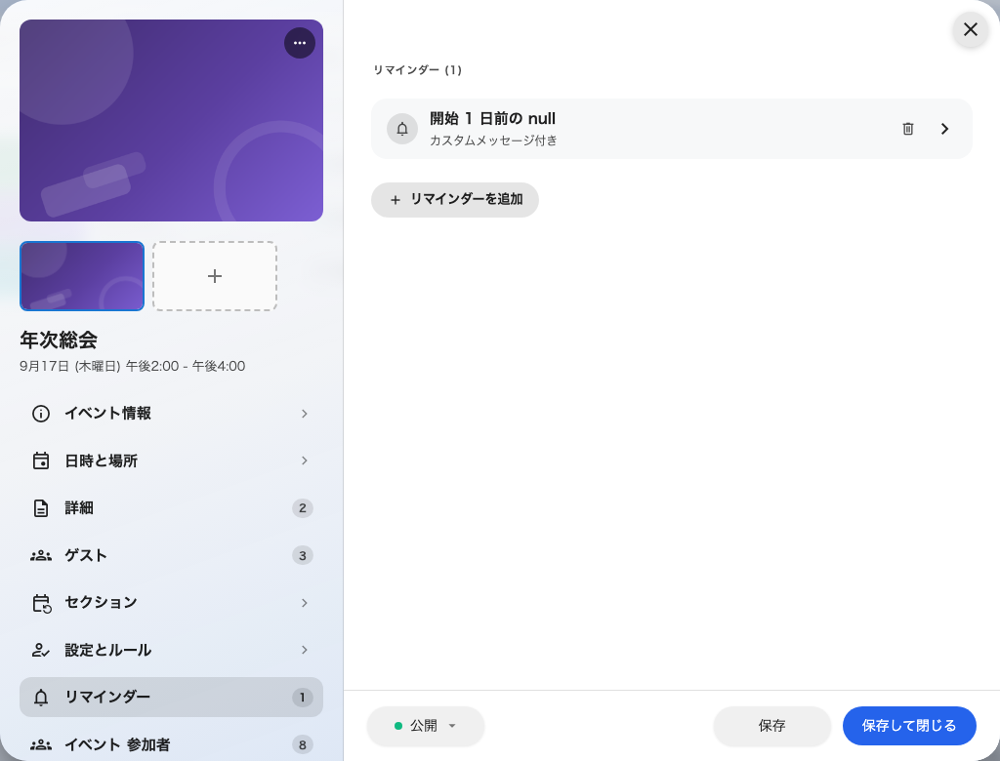 年次総会
9月17日 (木曜日) 午後2:00 - 午後4:00
イベント情報
日時と場所
詳細 2
ゲスト 3
セクション
設定とルール
リマインダー 1
イベント 参加者 8
リマインダー (1)
開始 1 日前の null
カスタムメッセージ付き
リマインダーを追加
公開
保存
保存して閉じる